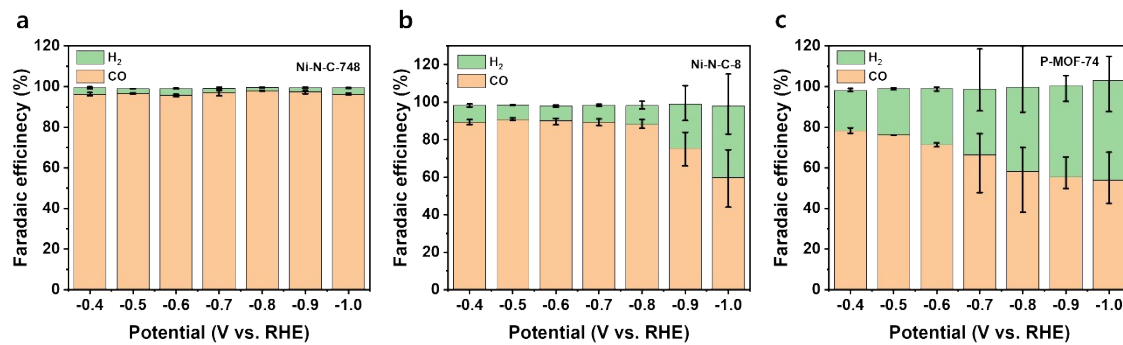 a
Faradaic efficinecy (%)
120
100
80
60
40
20
0
H2
CO
Ni-N-C-748
-0.4 -0.5 -0.6 -0.7 -0.8 -0.9 -1.0
Potential (V vs. RHE)
b
Faradaic efficinecy (%)
120
100
80
60
40
20
0
H2
CO
Ni-N-C-8
-0.4 -0.5 -0.6 -0.7 -0.8 -0.9 -1.0
Potential (V vs. RHE)
c
Faradaic efficinecy (%)
120
100
80
60
40
20
0
H2
CO
P-MOF-74
-0.4 -0.5 -0.6 -0.7 -0.8 -0.9 -1.0
Potential (V vs. RHE)